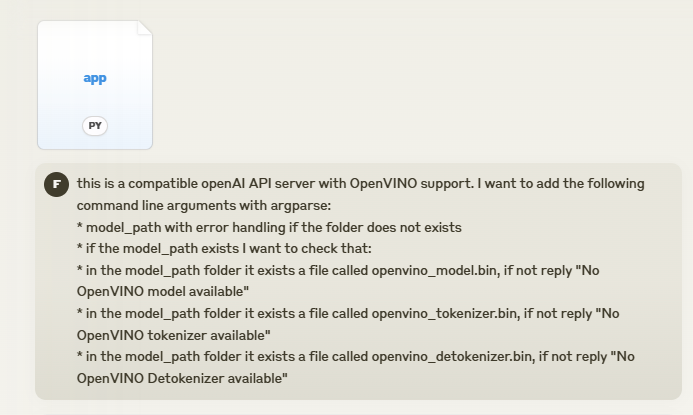 app
PY
F
this is a compatible openAI API server with OpenVINO support. I want to add the following
command line arguments with argparse:
* model_path with error handling if the folder does not exists
* if the model_path exists I want to check that:
* in the model_path folder it exists a file called openvino_model.bin, if not reply "No
OpenVINO model available"
* in the model_path folder it exists a file called openvino_tokenizer.bin, if not reply "No
OpenVINO tokenizer available"
* in the model_path folder it exists a file called openvino_detokenizer.bin, if not reply "No
OpenVINO Detokenizer available"